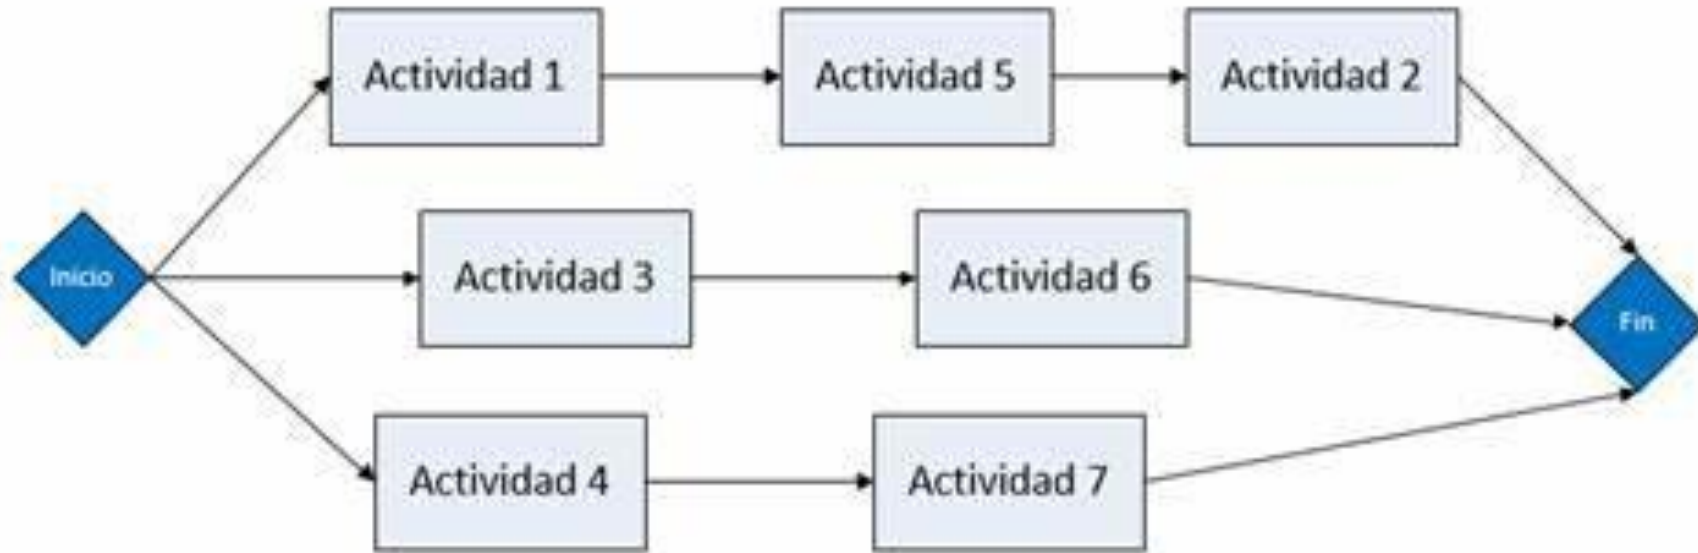 Actividad 1
Actividad 5
Actividad 2
Inicio
Actividad 3
Actividad 6
Fin
Actividad 4
Actividad 7